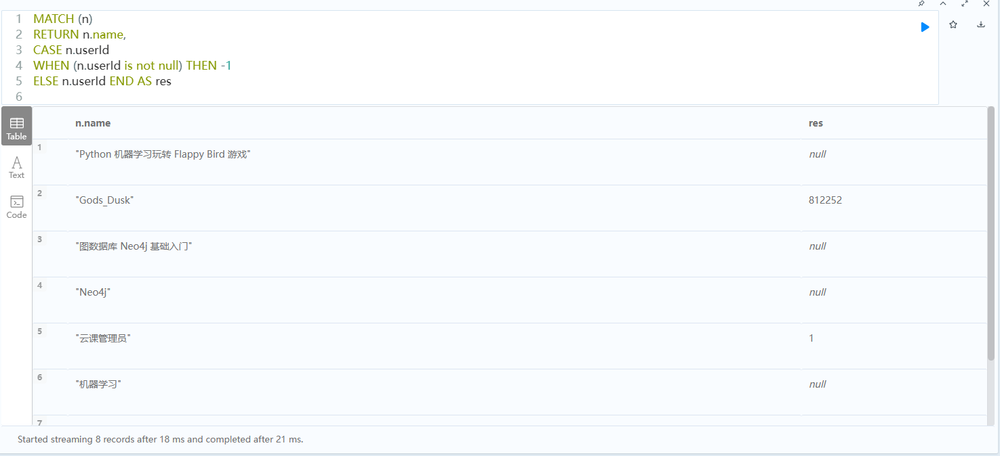 1 MATCH (n)
2 RETURN n.name,
3 CASE n.userId
4 WHEN (n.userId is not null) THEN -1
5 ELSE n.userId END AS res
6
Table
Text
Code
n.name res
1 "Python 机器学习玩转 Flappy Bird 游戏" null
2 "Gods_Dusk" 812252
3 "图数据库 Neo4j 基础入门" null
4 "Neo4j" null
5 "云课管理员" 1
6 "机器学习" null
7
Started streaming 8 records after 18 ms and completed after 21 ms.